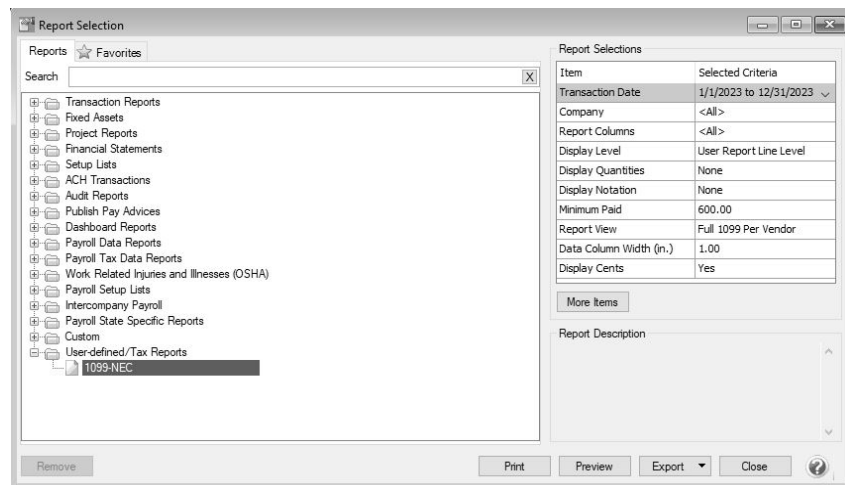 Report Selection
Reports Favorites
Search X
Transaction Reports
Fixed Assets
Project Reports
Financial Statements
Setup Lists
ACH Transactions
Audit Reports
Publish Pay Advices
Dashboard Reports
Payroll Data Reports
Payroll Tax Data Reports
Work Related Injuries and Illnesses (OSHA)
Payroll Setup Lists
Intercompany Payroll
Payroll State Specific Reports
Custom
User-defined/Tax Reports
1099-NEC
Report Selections
Item Selected Criteria
Transaction Date 1/1/2023 to 12/31/2023
Company <All>
Report Columns <All>
Display Level User Report Line Level
Display Quantities None
Display Notation None
Minimum Paid 600.00
Report View Full 1099 Per Vendor
Data Column Width (in.) 1.00
Display Cents Yes
More Items
Report Description
Remove Print Preview Export Close ?